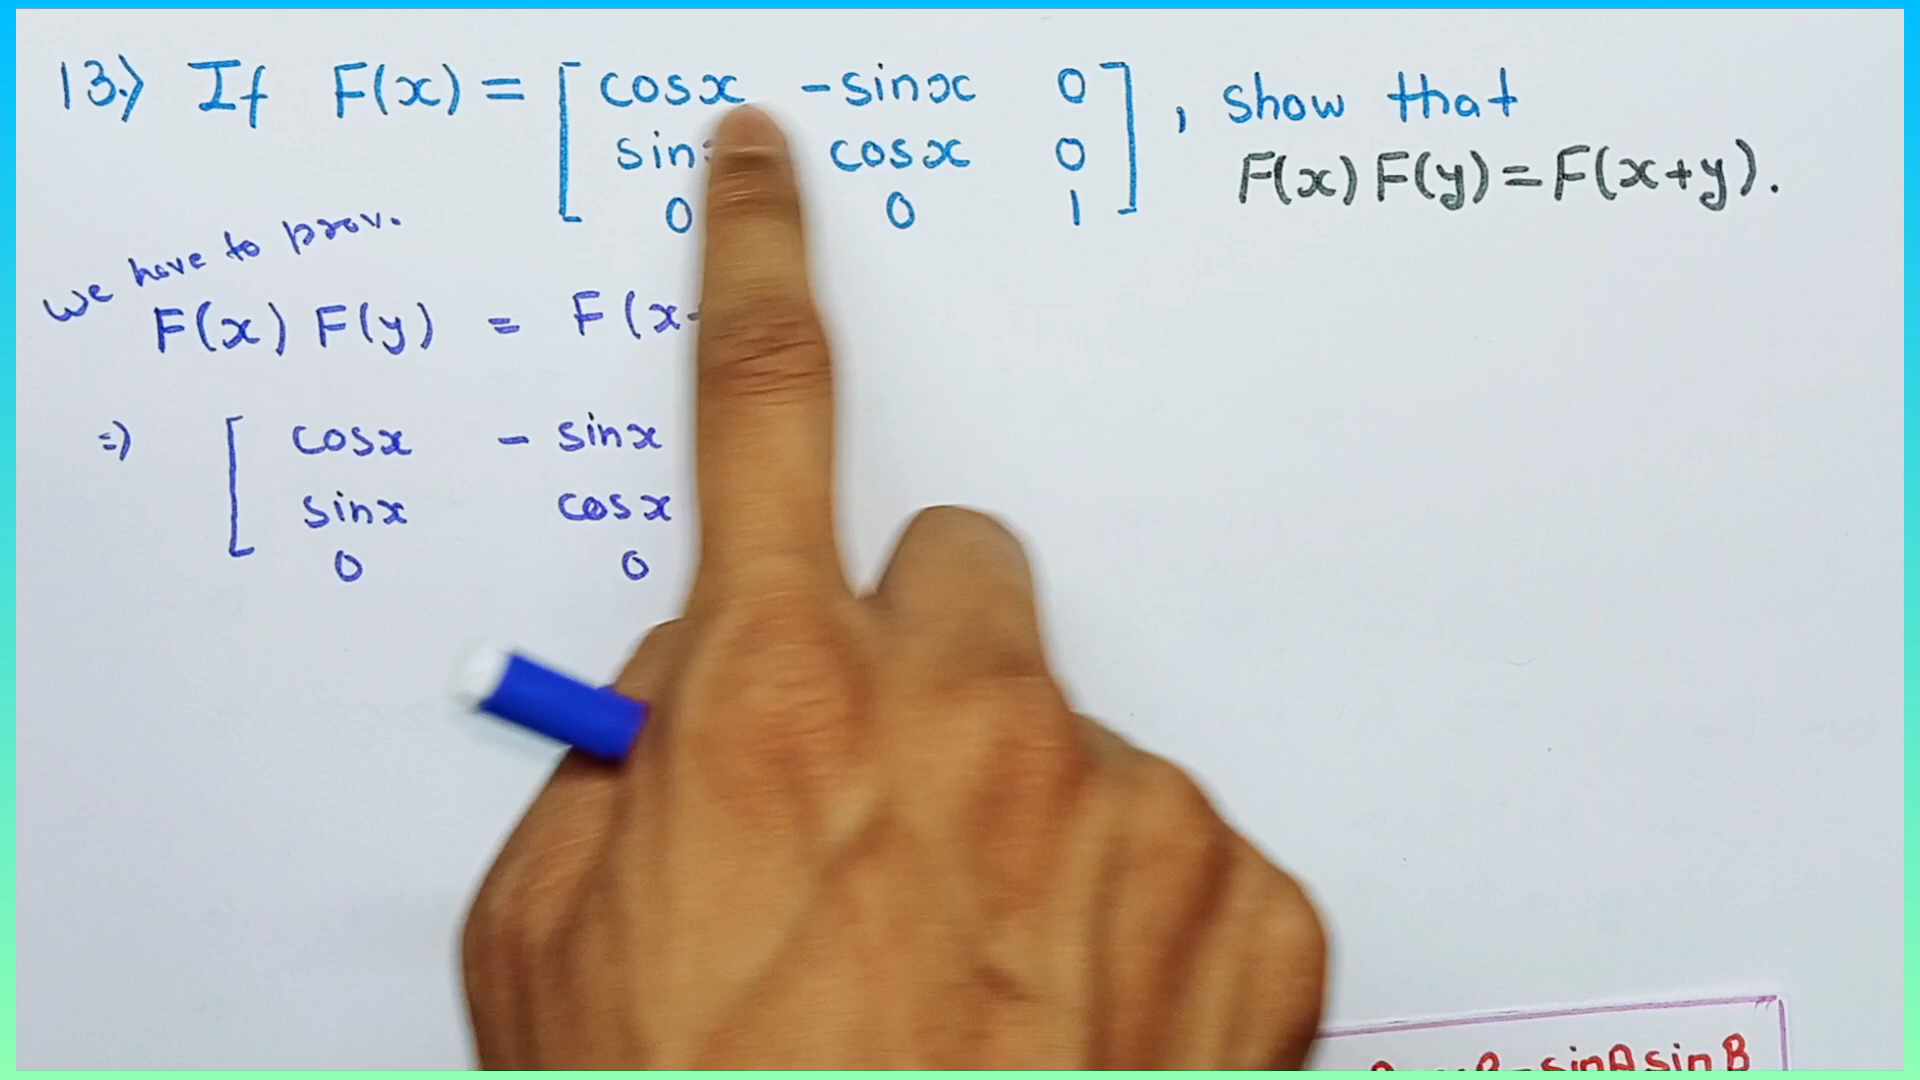 13.) If F(x) = [ cosx -sinx 0 ] , show that
sin cosx 0 F(x) F(y) = F(x+y).
0 0 1
we have to prov.
F(x) F(y) = F(x
=) [ cosx - sinx
sinx cosx
0 0
B - sinA sinB